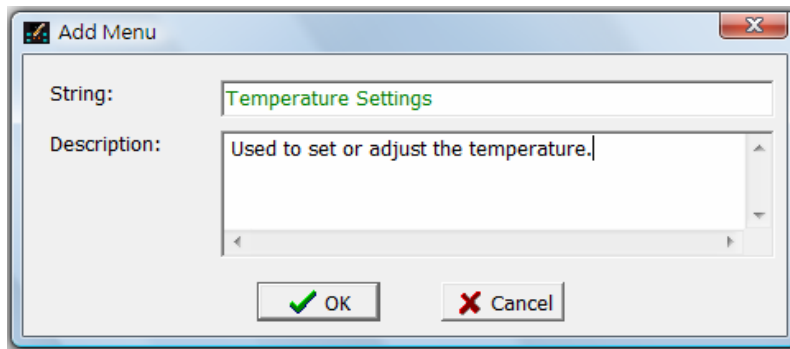 Add Menu
String:
Temperature Settings
Description:
Used to set or adjust the temperature.
OK
Cancel